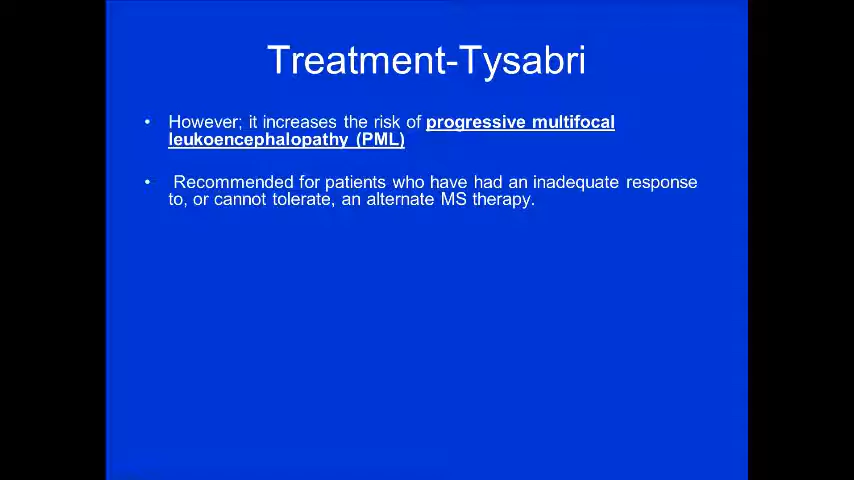 Treatment-Tysabri
• However; it increases the risk of progressive multifocal
leukoencephalopathy (PML)
• Recommended for patients who have had an inadequate response
to, or cannot tolerate, an alternate MS therapy.